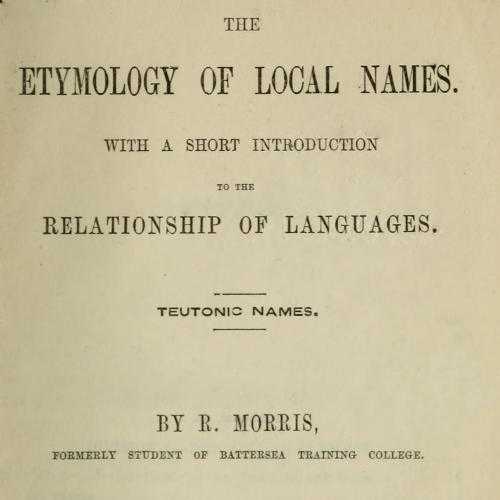 THE
ETYMOLOGY OF LOCAL NAMES.
WITH A SHORT INTRODUCTION
TO THE
RELATIONSHIP OF LANGUAGES.
TEUTONIC NAMES.
BY R. MORRIS,
FORMERLY STUDENT OF BATTERSEA TRAINING COLLEGE.